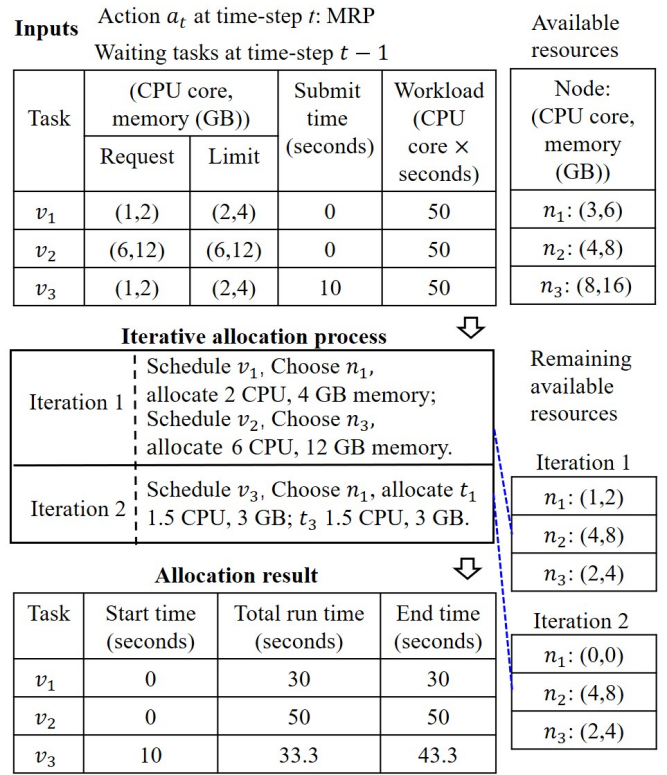 Inputs
Action a_t at time-step t: MRP
Waiting tasks at time-step t − 1
Task
(CPU core,
memory (GB))
Request
Limit
Submit
time
(seconds)
Workload
(CPU
core ×
seconds)
v₁ (1,2) (2,4) 0 50
v₂ (6,12) (6,12) 0 50
v₃ (1,2) (2,4) 10 50
Available
resources
Node:
(CPU core,
memory
(GB))
n₁: (3,6)
n₂: (4,8)
n₃: (8,16)
Iterative allocation process
Iteration 1
Schedule v₁, Choose n₁,
allocate 2 CPU, 4 GB memory;
Schedule v₂, Choose n₃,
allocate 6 CPU, 12 GB memory.
Iteration 2
Schedule v₃, Choose n₁, allocate t₁
1.5 CPU, 3 GB; t₃ 1.5 CPU, 3 GB.
Remaining
available
resources
Iteration 1
n₁: (1,2)
n₂: (4,8)
n₃: (2,4)
Iteration 2
n₁: (0,0)
n₂: (4,8)
n₃: (2,4)
Allocation result
Task
Start time
(seconds)
Total run time
(seconds)
End time
(seconds)
v₁ 0 30 30
v₂ 0 50 50
v₃ 10 33.3 43.3